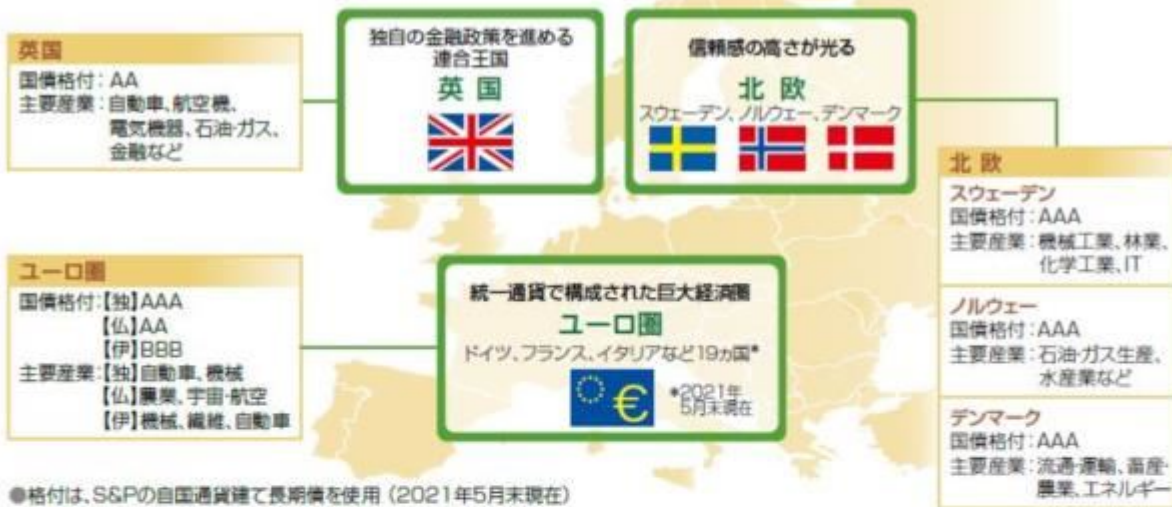 英国
国債格付：AA
主要産業：自動車、航空機、
電気機器、石油・ガス、
金融など
独自の金融政策を進める
連合王国
英国
信頼感の高さが光る
北欧
スウェーデン、ノルウェー、デンマーク
北欧
スウェーデン
国債格付：AAA
主要産業：機械工業、林業、
化学工業、IT
ノルウェー
国債格付：AAA
主要産業：石油・ガス生産、
水産業など
デンマーク
国債格付：AAA
主要産業：流通・運輸、畜産・
農業、エネルギー
ユーロ圏
国債格付：【独】AAA
【仏】AA
【伊】BBB
主要産業：【独】自動車、機械
【仏】農業、宇宙・航空
【伊】機械、繊維、自動車
統一通貨で構成された巨大経済圏
ユーロ圏
ドイツ、フランス、イタリアなど19ヵ国*
€
*2021年
5月末現在
●格付は、S&Pの自国通貨建て長期債を使用（2021年5月末現在）